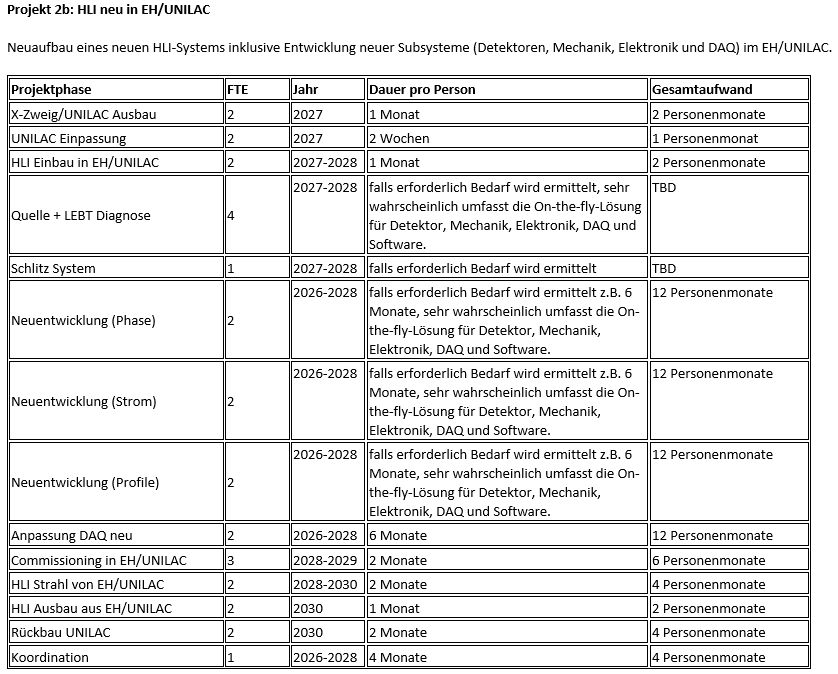 Projekt 2b: HLI neu in EH/UNILAC
Neuaufbau eines neuen HLI-Systems inklusive Entwicklung neuer Subsysteme (Detektoren, Mechanik, Elektronik und DAQ) im EH/UNILAC.
Projektphase FTE Jahr Dauer pro Person Gesamtaufwand
X-Zweig/UNILAC Ausbau 2 2027 1 Monat 2 Personenmonate
UNILAC Einpassung 2 2027 2 Wochen 1 Personenmonat
HLI Einbau in EH/UNILAC 2 2027-2028 1 Monat 2 Personenmonate
Quelle + LEBT Diagnose 4 2027-2028 falls erforderlich Bedarf wird ermittelt, sehr
wahrscheinlich umfasst die On-the-fly-Lösung
für Detektor, Mechanik, Elektronik, DAQ und
Software.
TBD
Schlitz System 1 2027-2028 falls erforderlich Bedarf wird ermittelt TBD
Neuentwicklung (Phase) 2 2026-2028 falls erforderlich Bedarf wird ermittelt z.B. 6
Monate, sehr wahrscheinlich umfasst die On-
the-fly-Lösung für Detektor, Mechanik,
Elektronik, DAQ und Software.
12 Personenmonate
Neuentwicklung (Strom) 2 2026-2028 falls erforderlich Bedarf wird ermittelt z.B. 6
Monate, sehr wahrscheinlich umfasst die On-
the-fly-Lösung für Detektor, Mechanik,
Elektronik, DAQ und Software.
12 Personenmonate
Neuentwicklung (Profile) 2 2026-2028 falls erforderlich Bedarf wird ermittelt z.B. 6
Monate, sehr wahrscheinlich umfasst die On-
the-fly-Lösung für Detektor, Mechanik,
Elektronik, DAQ und Software.
12 Personenmonate
Anpassung DAQ neu 2 2026-2028 6 Monate 12 Personenmonate
Commissioning in EH/UNILAC 3 2028-2029 2 Monate 6 Personenmonate
HLI Strahl von EH/UNILAC 2 2028-2030 2 Monate 4 Personenmonate
HLI Ausbau aus EH/UNILAC 2 2030 1 Monat 2 Personenmonate
Rückbau UNILAC 2 2030 2 Monate 4 Personenmonate
Koordination 1 2026-2028 4 Monate 4 Personenmonate